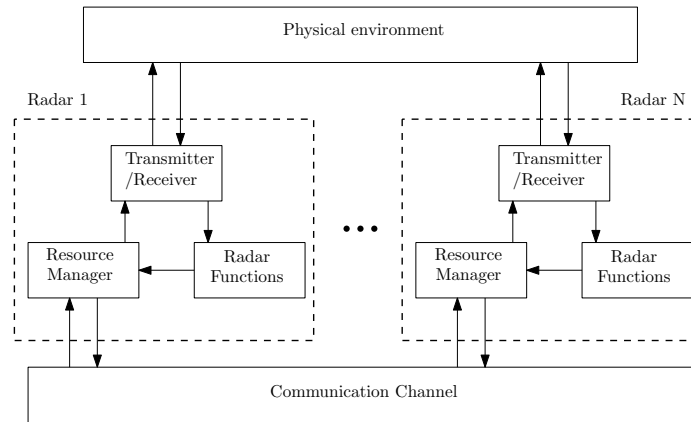 Physical environment
Radar 1
Radar N
Transmitter
/Receiver
Transmitter
/Receiver
Resource
Manager
Radar
Functions
Resource
Manager
Radar
Functions
Communication Channel